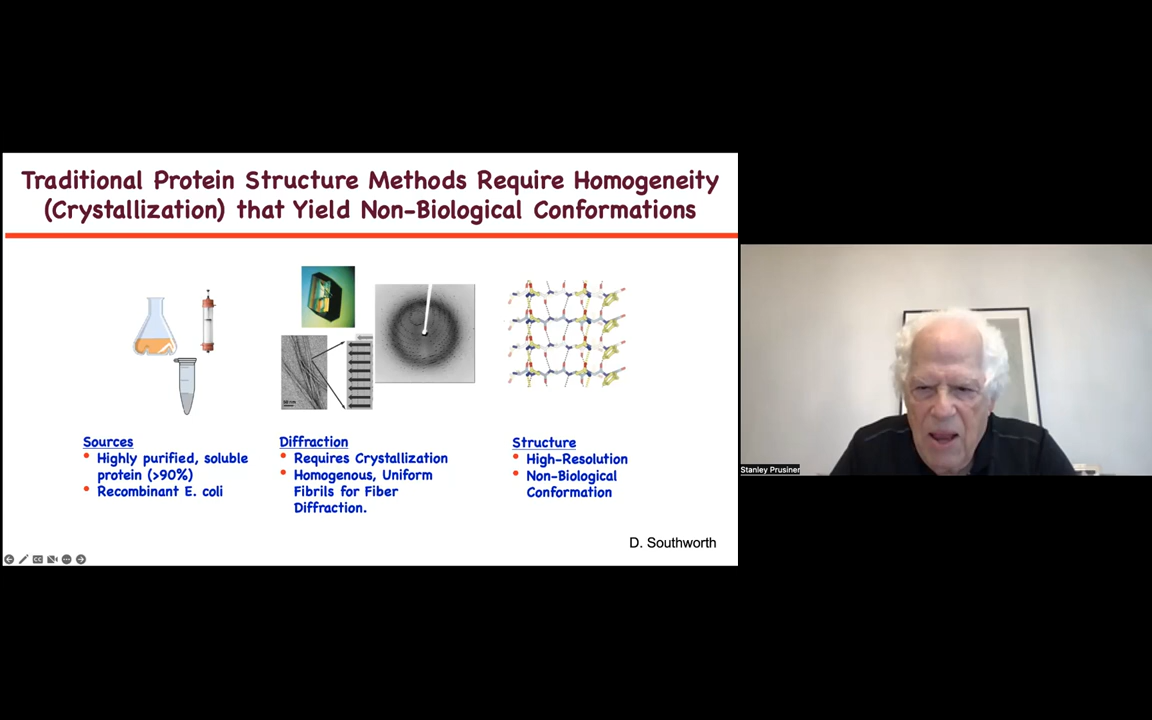 Traditional Protein Structure Methods Require Homogeneity
(Crystallization) that Yield Non-Biological Conformations
Sources
• Highly purified, soluble
protein (>90%)
• Recombinant E. coli
Diffraction
• Requires Crystallization
• Homogenous, Uniform
Fibrils for Fiber
Diffraction.
Structure
• High-Resolution
• Non-Biological
Conformation
D. Southworth
Stanley Prusiner